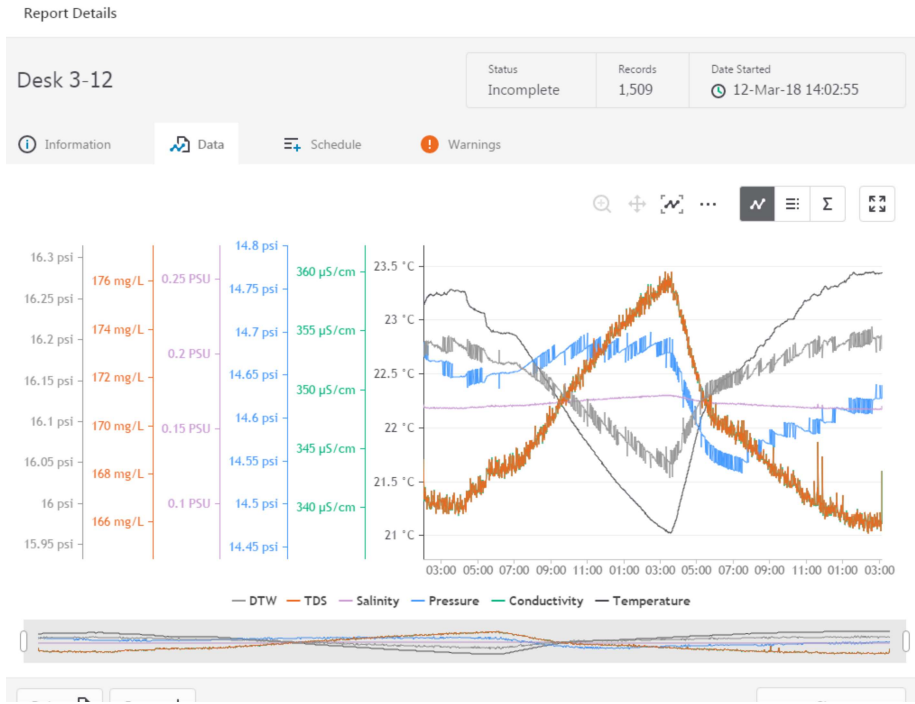 Report Details
Desk 3-12
Status
Incomplete
Records
1,509
Date Started
12-Mar-18 14:02:55
Information
Data
Schedule
Warnings
16.3 psi
16.25 psi
16.2 psi
16.15 psi
16.1 psi
16.05 psi
16 psi
15.95 psi
176 mg/L
174 mg/L
172 mg/L
170 mg/L
168 mg/L
166 mg/L
0.25 PSU
0.2 PSU
0.15 PSU
0.1 PSU
14.8 psi
14.75 psi
14.7 psi
14.65 psi
14.6 psi
14.55 psi
14.5 psi
14.45 psi
360 µS/cm
355 µS/cm
350 µS/cm
345 µS/cm
340 µS/cm
23.5 °C
23 °C
22.5 °C
22 °C
21.5 °C
21 °C
03:00 05:00 07:00 09:00 11:00 01:00 03:00 05:00 07:00 09:00 11:00 01:00 03:00
DTW TDS Salinity Pressure Conductivity Temperature